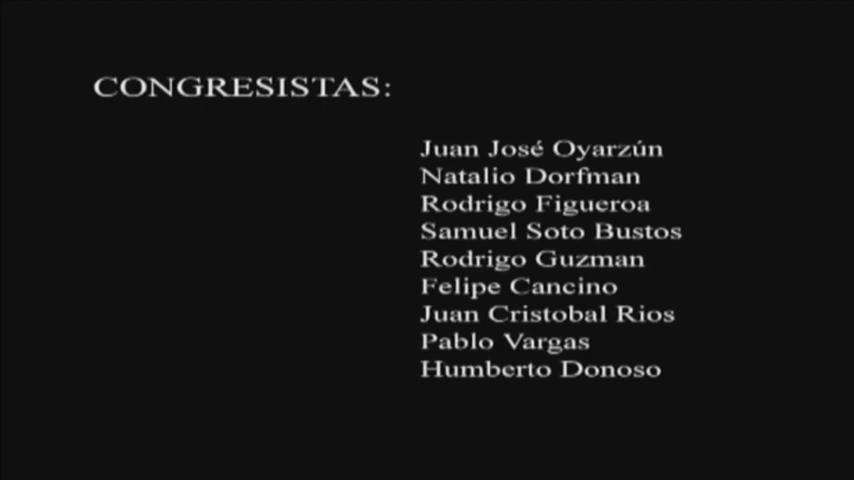 CONGRESISTAS:
Juan José Oyarzún
Natalio Dorfman
Rodrigo Figueroa
Samuel Soto Bustos
Rodrigo Guzman
Felipe Cancino
Juan Cristobal Rios
Pablo Vargas
Humberto Donoso